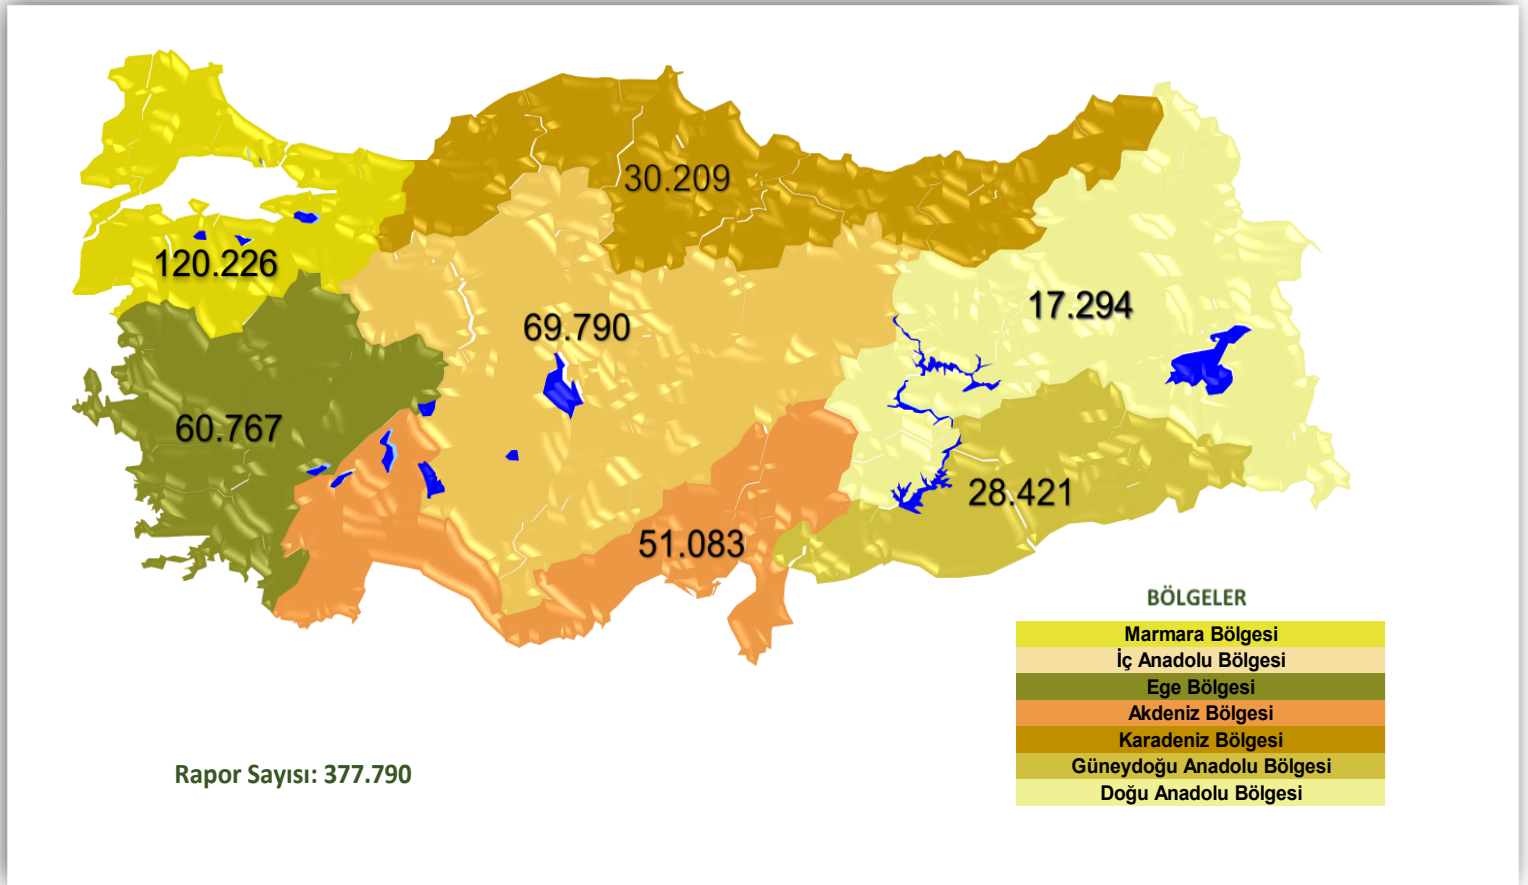 30.209
120.226
17.294
69.790
60.767
28.421
51.083
BÖLGELER
Marmara Bölgesi
İç Anadolu Bölgesi
Ege Bölgesi
Akdeniz Bölgesi
Karadeniz Bölgesi
Güneydoğu Anadolu Bölgesi
Doğu Anadolu Bölgesi
Rapor Sayısı: 377.790